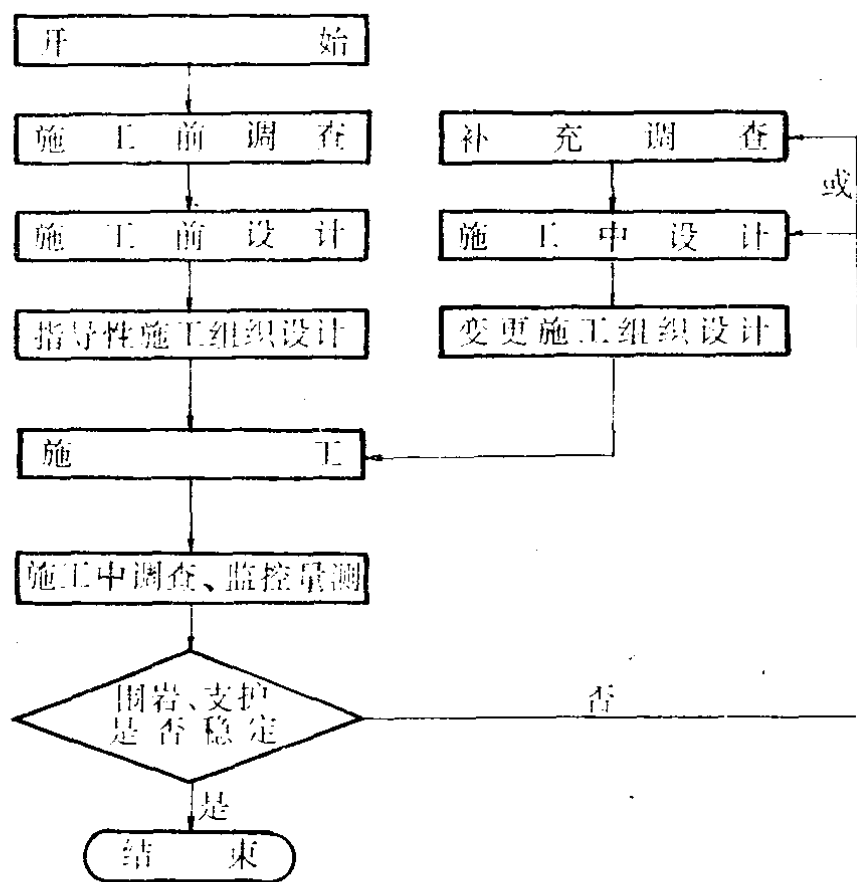 开始
施工前调查
施工前设计
指导性施工组织设计
施工
施工中调查、监控量测
围岩、支护
是否稳定
是
结束
补充调查
或
施工中设计
变更施工组织设计
否